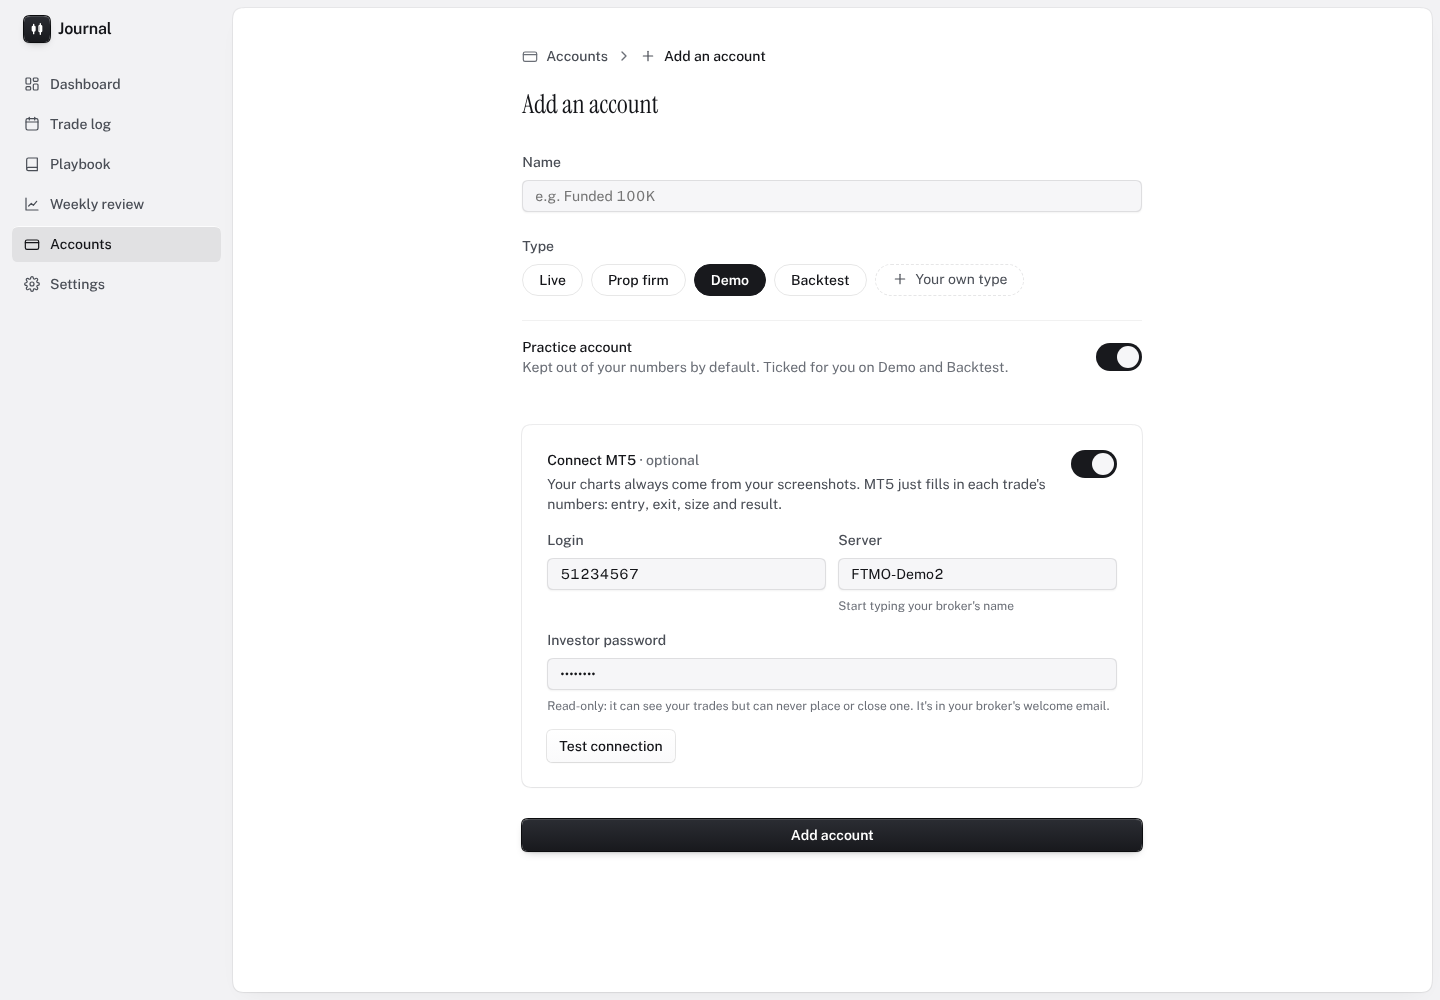 Journal
Dashboard
Trade log
Playbook
Weekly review
Accounts
Settings
Accounts
Add an account
Add an account
Name
e.g. Funded 100K
Type
Live
Prop firm
Demo
Backtest
Your own type
Practice account
Kept out of your numbers by default. Ticked for you on Demo and Backtest.
Connect MT5 · optional
Your charts always come from your screenshots. MT5 just fills in each trade's
numbers: entry, exit, size and result.
Login
Server
51234567
FTMO-Demo2
Start typing your broker's name
Investor password
••••••••
Read-only: it can see your trades but can never place or close one. It's in your broker's welcome email.
Test connection
Add account